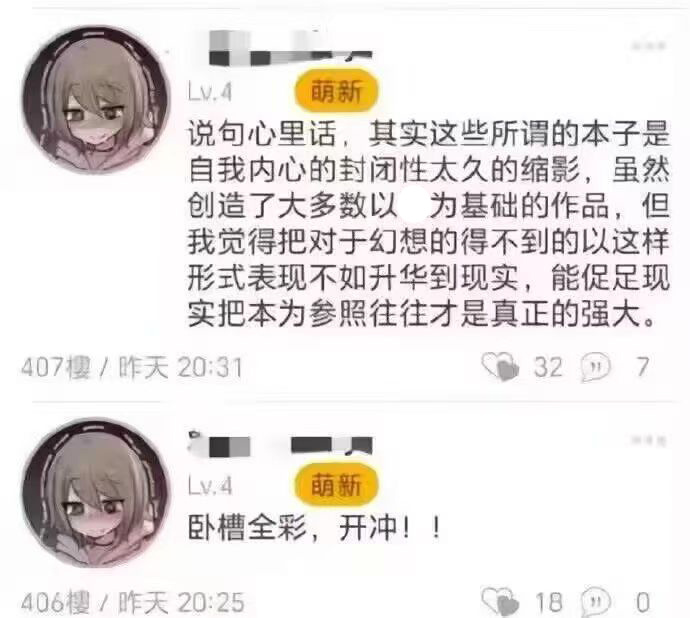 Lv.4 萌新
说句心里话，其实这些所谓的本子是
自我内心的封闭性太久的缩影，虽然
创造了大多数以 为基础的作品，但
我觉得把对于幻想的得不到的以这样
形式表现不如升华到现实，能促足现
实把本为参照往往才是真正的强大。
407樓 / 昨天 20:31 32 7
Lv.4 萌新
卧槽全彩，开冲！！
406樓 / 昨天 20:25 18 0